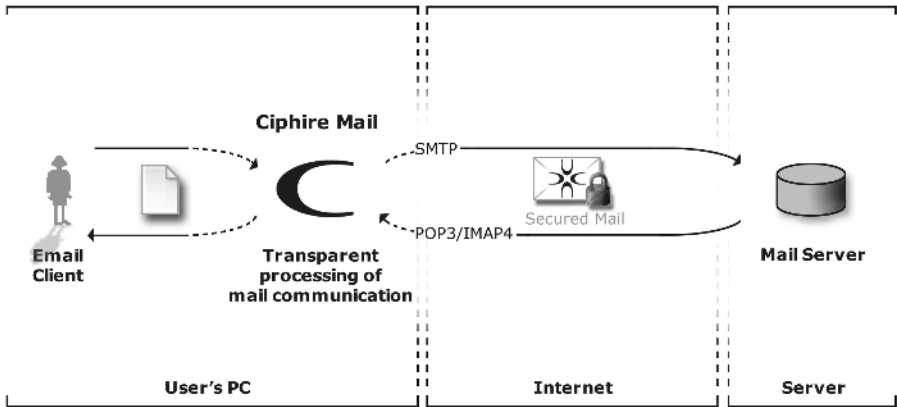 Ciphire Mail
SMTP
Secured Mail
POP3/IMAP4
Email
Client
Transparent
processing of
mail communication
Mail Server
User's PC
Internet
Server